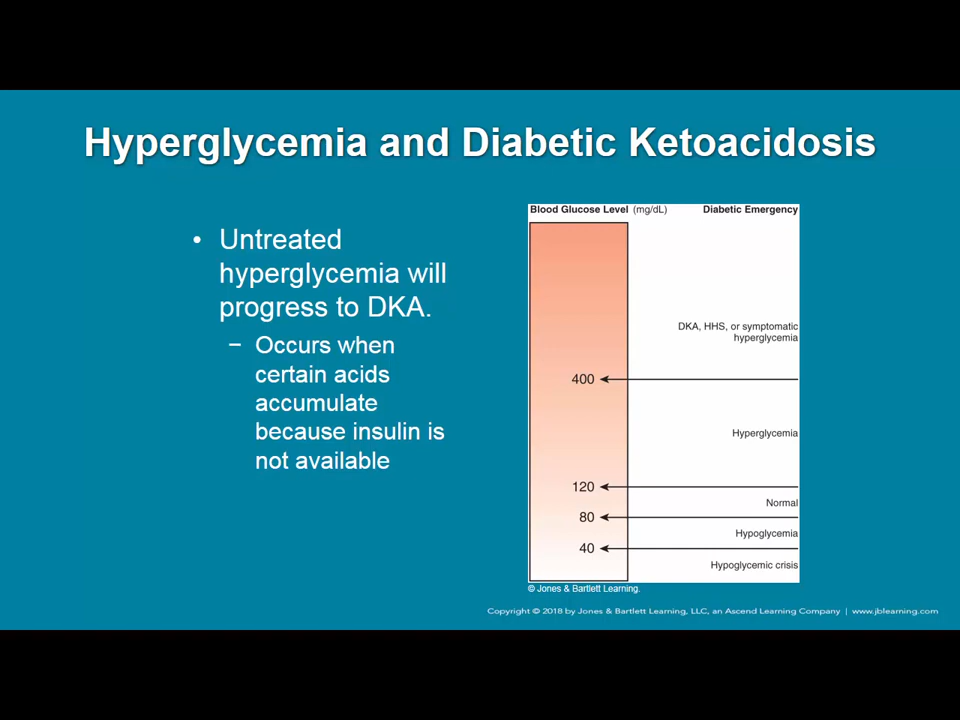 Hyperglycemia and Diabetic Ketoacidosis
• Untreated
hyperglycemia will
progress to DKA.
– Occurs when
certain acids
accumulate
because insulin is
not available
Blood Glucose Level (mg/dL) Diabetic Emergency
DKA, HHS, or symptomatic
hyperglycemia
400
Hyperglycemia
120
Normal
80
Hypoglycemia
40
Hypoglycemic crisis
© Jones & Bartlett Learning.
Copyright © 2018 by Jones & Bartlett Learning, LLC, an Ascend Learning Company | www.jblearning.com